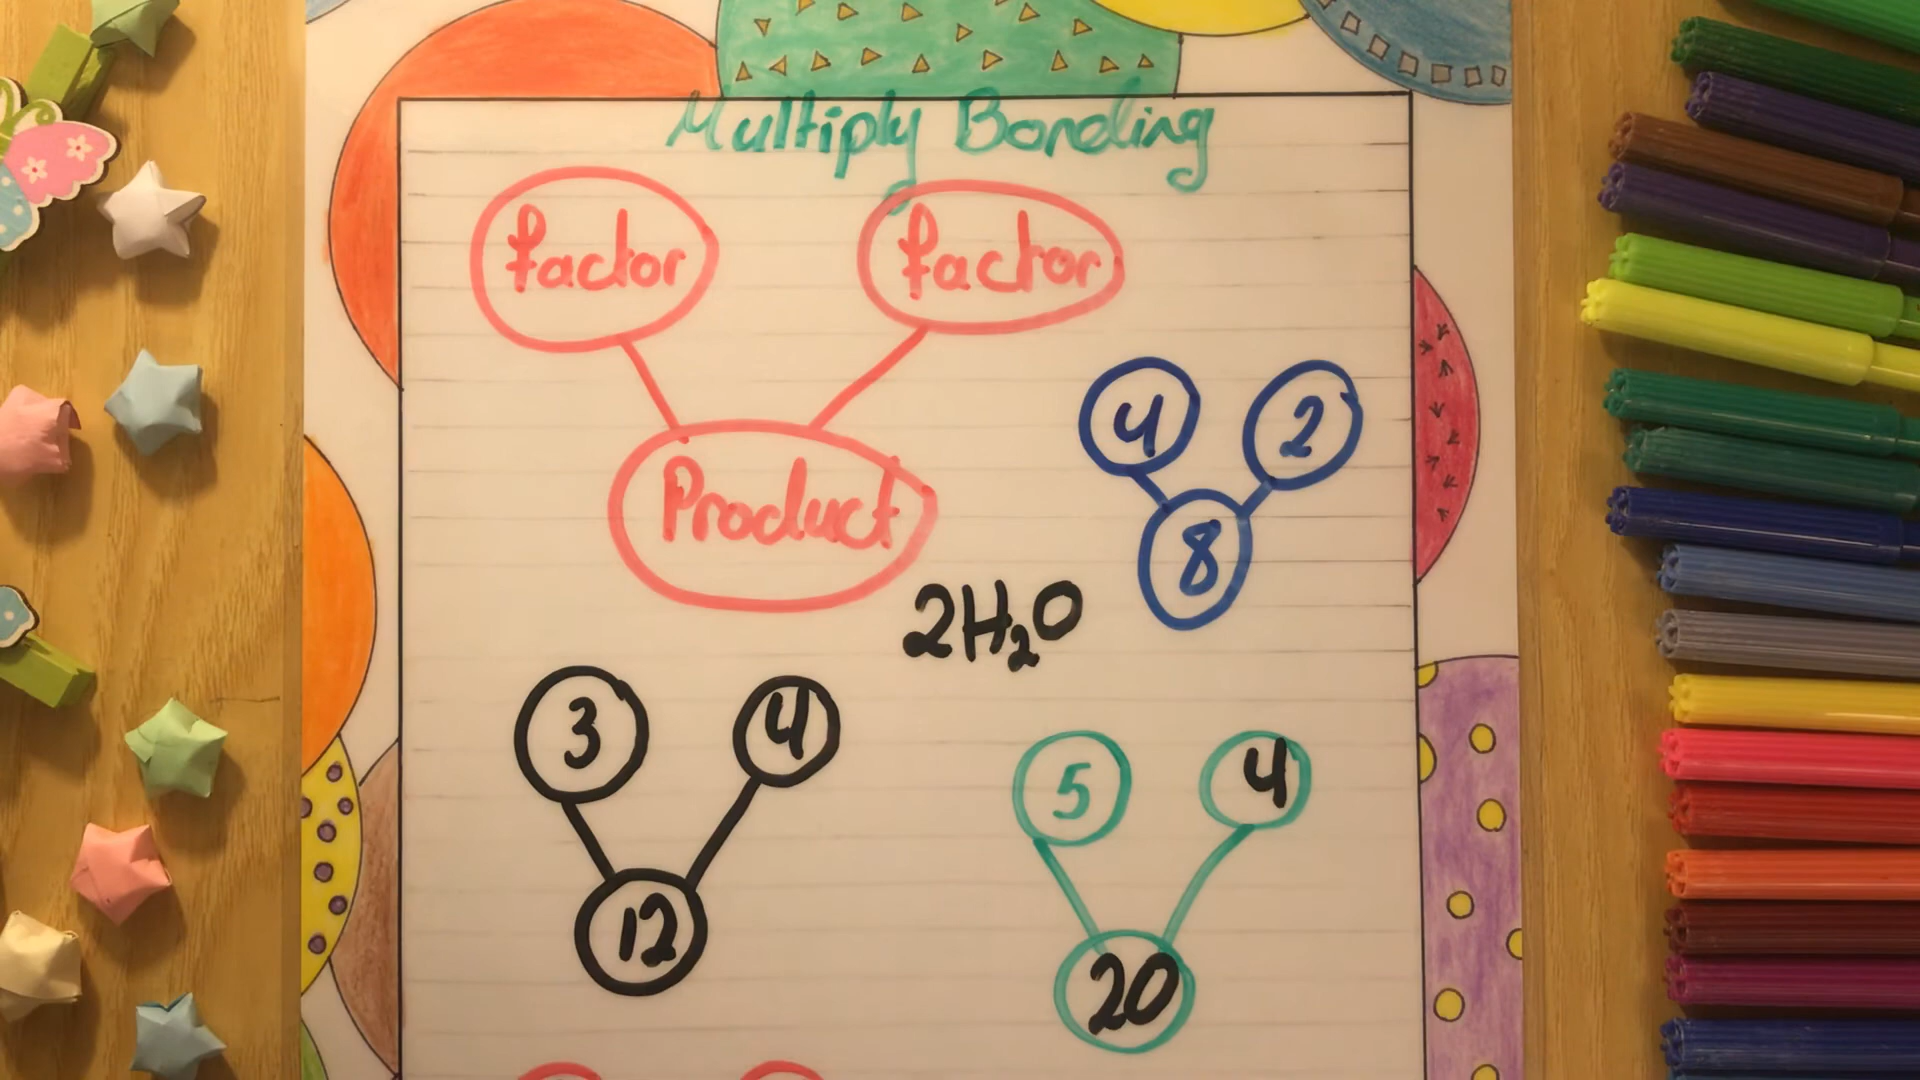 Multiply Bonding
factor factor
Product
4 2
8
2H₂O
3 4
12
5 4
20